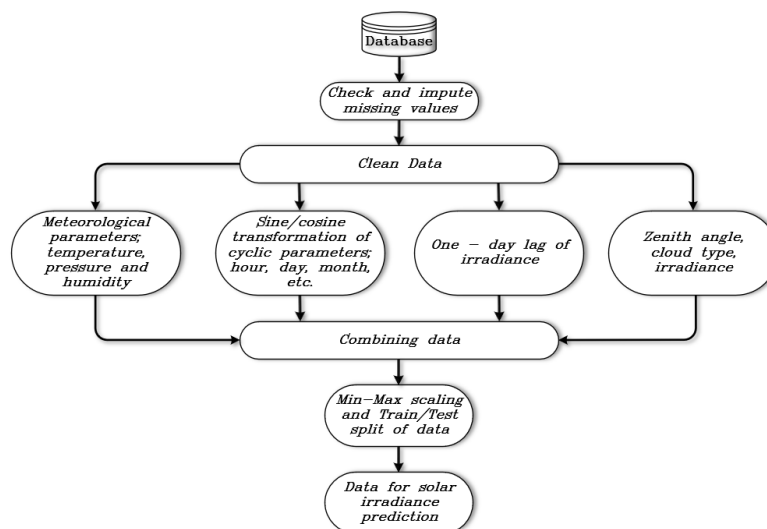 Database
Check and impute
missing values
Clean Data
Meteorological
parameters;
temperature,
pressure and
humidity
Sine/cosine
transformation of
cyclic parameters;
hour, day, month,
etc.
One - day lag of
irradiance
Zenith angle,
cloud type,
irradiance
Combining data
Min-Max scaling
and Train/Test
split of data
Data for solar
irradiance
prediction